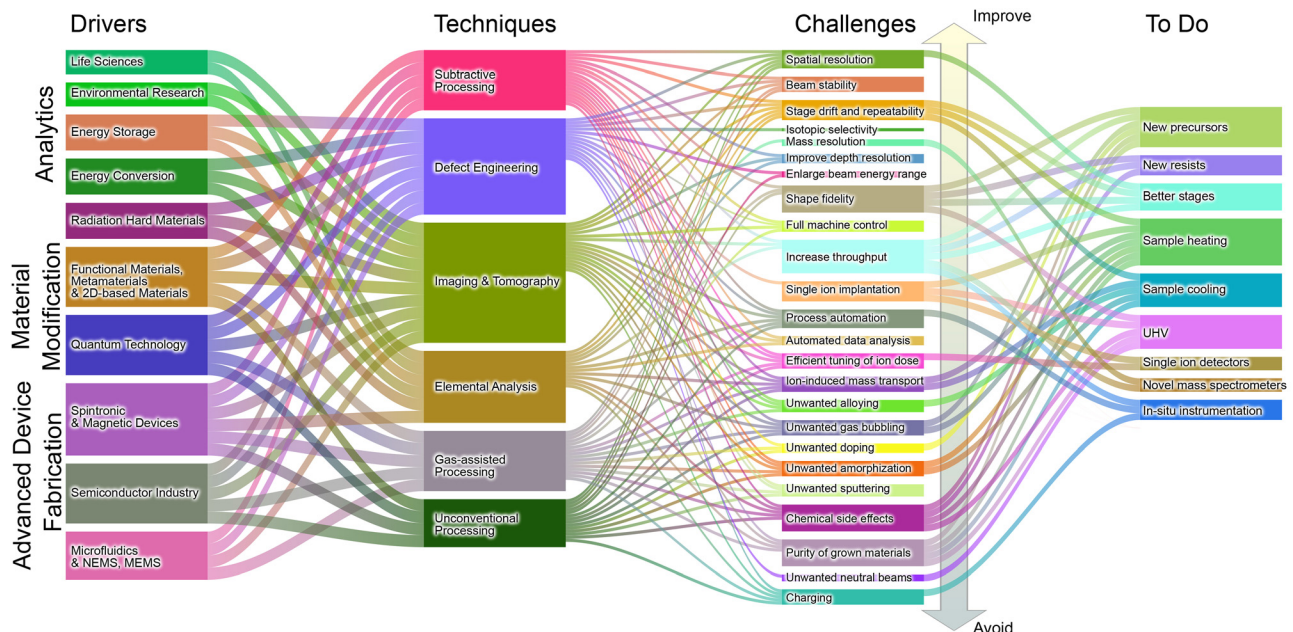 Drivers
Techniques
Challenges
Improve
To Do
Analytics
Material
Modification
Advanced Device
Fabrication
Life Sciences
Environmental Research
Energy Storage
Energy Conversion
Radiation Hard Materials
Functional Materials,
Metamaterials
& 2D-based Materials
Quantum Technology
Spintronic
& Magnetic Devices
Semiconductor Industry
Microfluidics
& NEMS, MEMS
Subtractive
Processing
Defect Engineering
Imaging & Tomography
Elemental Analysis
Gas-assisted
Processing
Unconventional
Processing
Spatial resolution
Beam stability
Stage drift and repeatability
Isotopic selectivity
Mass resolution
Improve depth resolution
Enlarge beam energy range
Shape fidelity
Full machine control
Increase throughput
Single ion implantation
Process automation
Automated data analysis
Efficient tuning of ion dose
Ion-induced mass transport
Unwanted alloying
Unwanted gas bubbling
Unwanted doping
Unwanted amorphization
Unwanted sputtering
Chemical side effects
Purity of grown materials
Unwanted neutral beams
Charging
Avoid
New precursors
New resists
Better stages
Sample heating
Sample cooling
UHV
Single ion detectors
Novel mass spectrometers
In-situ instrumentation